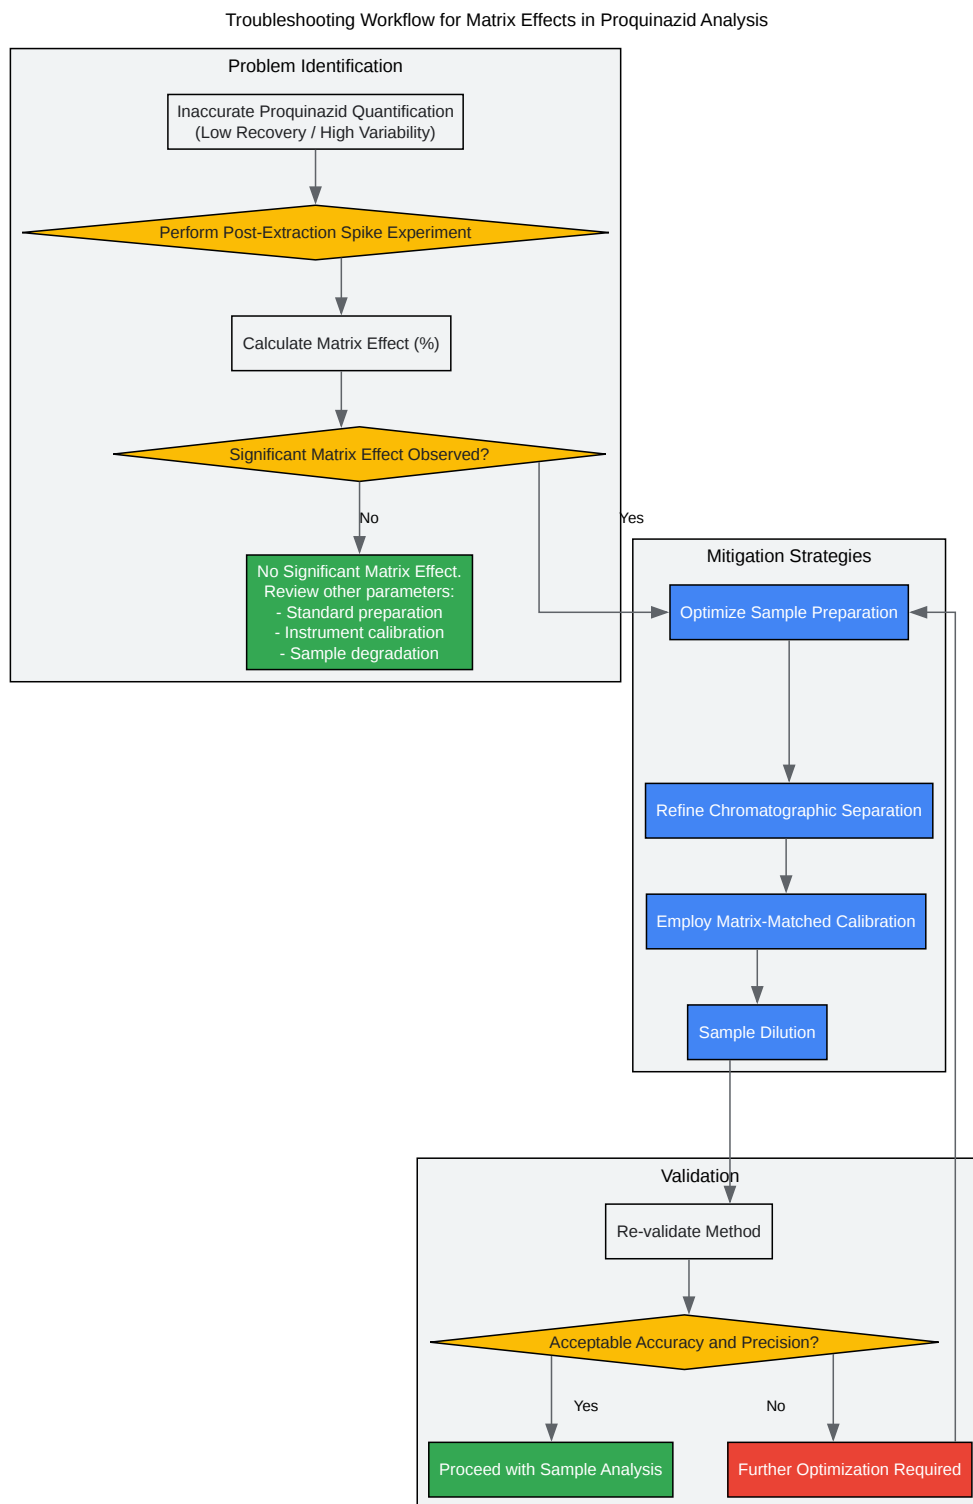 Troubleshooting Workflow for Matrix Effects in Proquinazid Analysis
Problem Identification
Inaccurate Proquinazid Quantification
(Low Recovery / High Variability)
Perform Post-Extraction Spike Experiment
Calculate Matrix Effect (%)
Significant Matrix Effect Observed?
No
Yes
No Significant Matrix Effect.
Review other parameters:
- Standard preparation
- Instrument calibration
- Sample degradation
Mitigation Strategies
Optimize Sample Preparation
Refine Chromatographic Separation
Employ Matrix-Matched Calibration
Sample Dilution
Validation
Re-validate Method
Acceptable Accuracy and Precision?
Yes
No
Proceed with Sample Analysis
Further Optimization Required